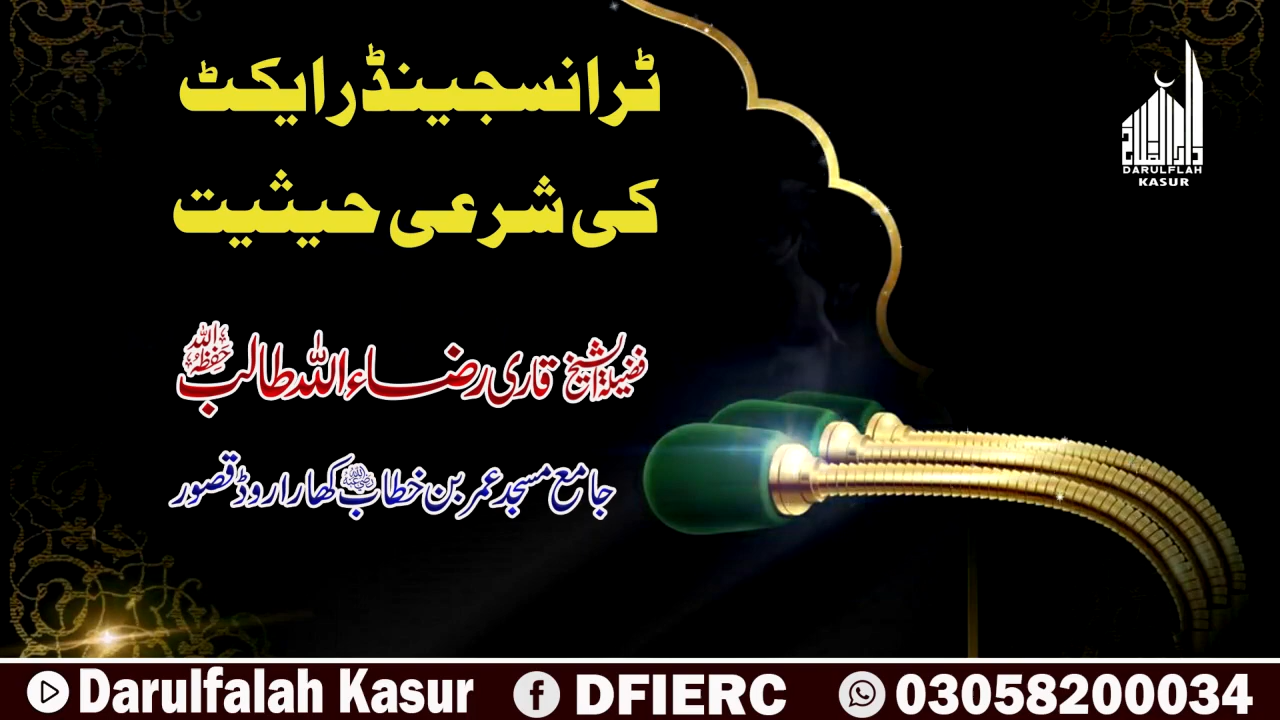 ٹرانسجینڈر ایکٹ
کی شرعی حیثیت
فضیلۃ الشیخ قاری رضاء اللہ طالب حفظہ اللہ
جامع مسجد عمر بن خطاب رضی اللہ عنہ کھارا روڈ قصور
دارالفلاح
DARULFLAH
KASUR
Darulfalah Kasur DFIERC 03058200034